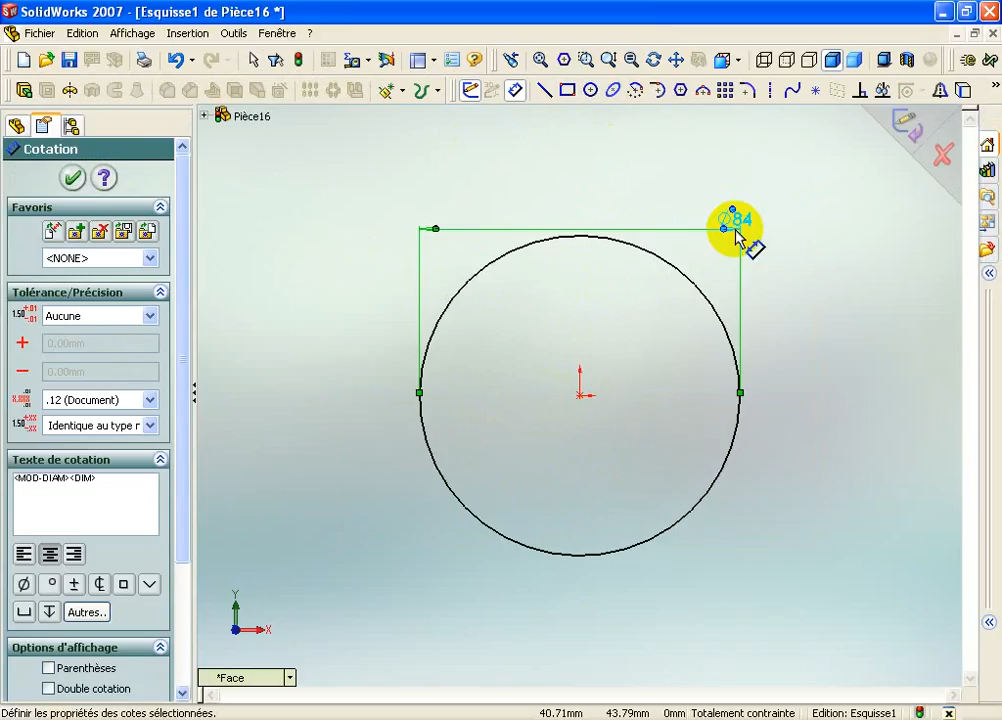 SolidWorks 2007 - [Esquisse1 de Pièce16 *]
Fichier Edition Affichage Insertion Outils Fenêtre ?
Pièce16
Cotation
Favoris
<NONE>
Tolérance/Précision
Aucune
0.00mm
0.00mm
.12 (Document)
Identique au type r
Texte de cotation
<MOD-DIAM><DIM>
Autres..
Options d'affichage
Parenthèses
Double cotation
∅84
Y
X
*Face
Définir les propriétés des cotes sélectionnées. 40.71mm 43.79mm 0mm Totalement contrainte Edition: Esquisse1